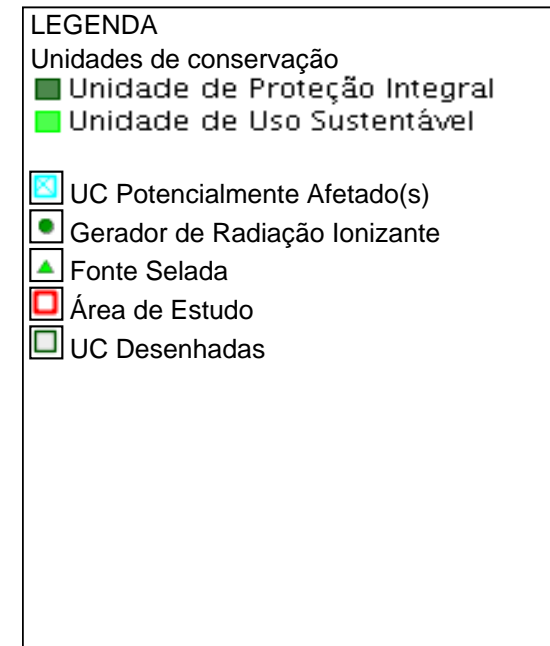 LEGENDA
Unidades de conservação
Unidade de Proteção Integral
Unidade de Uso Sustentável
UC Potencialmente Afetado(s)
Gerador de Radiação Ionizante
Fonte Selada
Área de Estudo
UC Desenhadas